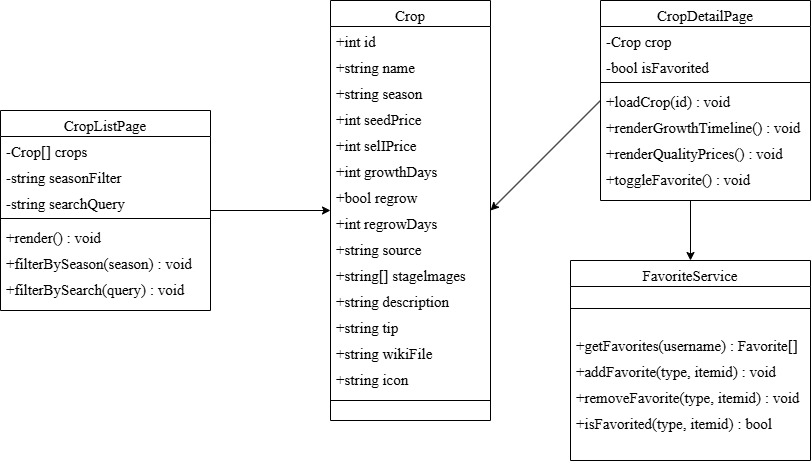 CropListPage
-Crop[] crops
-string seasonFilter
-string searchQuery
+render() : void
+filterBySeason(season) : void
+filterBySearch(query) : void
Crop
+int id
+string name
+string season
+int seedPrice
+int selIPrice
+int growthDays
+bool regrow
+int regrowDays
+string source
+string[] stageImages
+string description
+string tip
+string wikiFile
+string icon
CropDetailPage
-Crop crop
-bool isFavorited
+loadCrop(id) : void
+renderGrowthTimeline() : void
+renderQualityPrices() : void
+toggleFavorite() : void
FavoriteService
+getFavorites(username) : Favorite[]
+addFavorite(type, itemid) : void
+removeFavorite(type, itemid) : void
+isFavorited(type, itemid) : bool